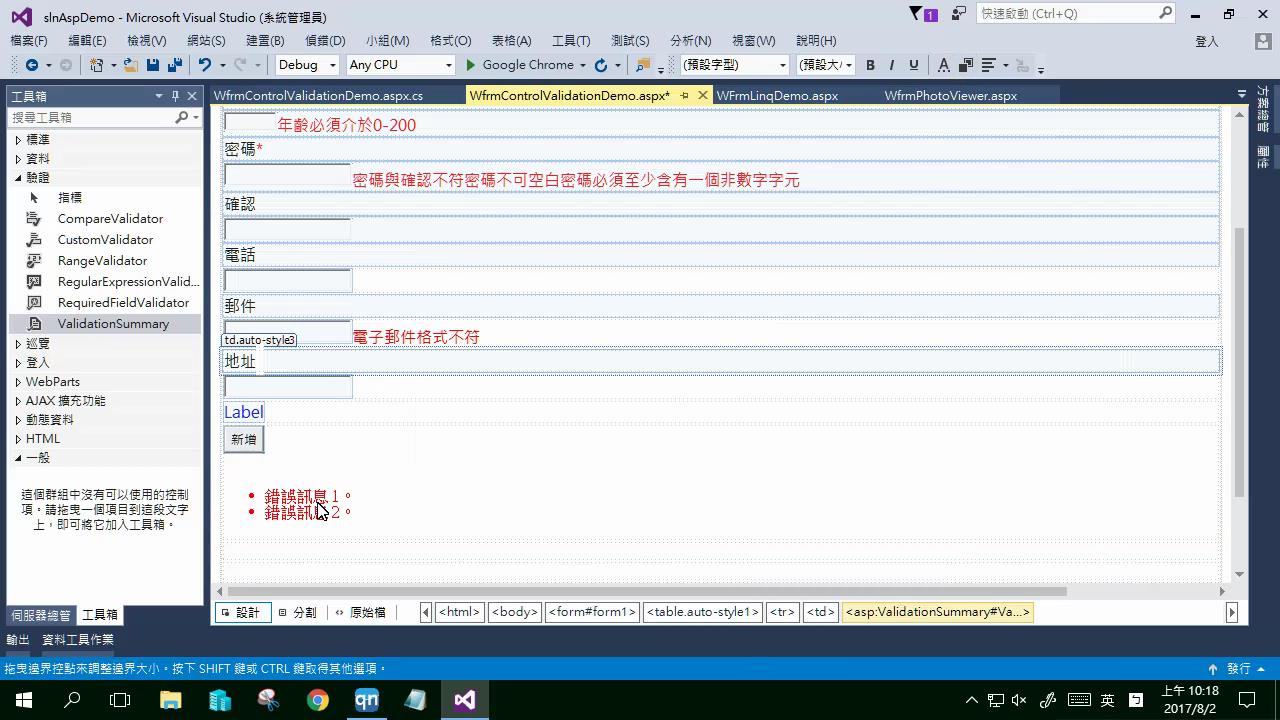 slnAspDemo - Microsoft Visual Studio (系統管理員)
1
快速啟動 (Ctrl+Q)
檔案(F) 編輯(E) 檢視(V) 網站(S) 建置(B) 偵錯(D) 小組(M) 格式(O) 表格(A) 工具(T) 測試(S) 分析(N) 視窗(W) 說明(H) 登入
Debug Any CPU Google Chrome (預設字型) (預設大 B I U A
工具箱
WfrmControlValidationDemo.aspx.cs WfrmControlValidationDemo.aspx* WFrmLinqDemo.aspx WfrmPhotoViewer.aspx
方案總管
屬性
搜尋工具箱
標準
資料
驗證
指標
CompareValidator
CustomValidator
RangeValidator
RegularExpressionValid...
RequiredFieldValidator
ValidationSummary
巡覽
登入
WebParts
AJAX 擴充功能
動態資料
HTML
一般
這個群組中沒有可以使用的控制
項。請拖曳一個項目到這段文字
上，即可將它加入工具箱。
伺服器總管 工具箱
年齡必須介於0-200
密碼*
密碼與確認不符密碼不可空白密碼必須至少含有一個非數字字元
確認
電話
郵件
電子郵件格式不符
td.auto-style3
地址
Label
新增
錯誤訊息 1。
錯誤訊息 2。
設計 分割 原始檔 <html> <body> <form#form1> <table.auto-style1> <tr> <td> <asp:ValidationSummary#Va...>
輸出 資料工具作業
拖曳邊界控點來調整邊界大小。按下 SHIFT 鍵或 CTRL 鍵取得其他選項。 發行
qn 英 上午 10:18
2017/8/2